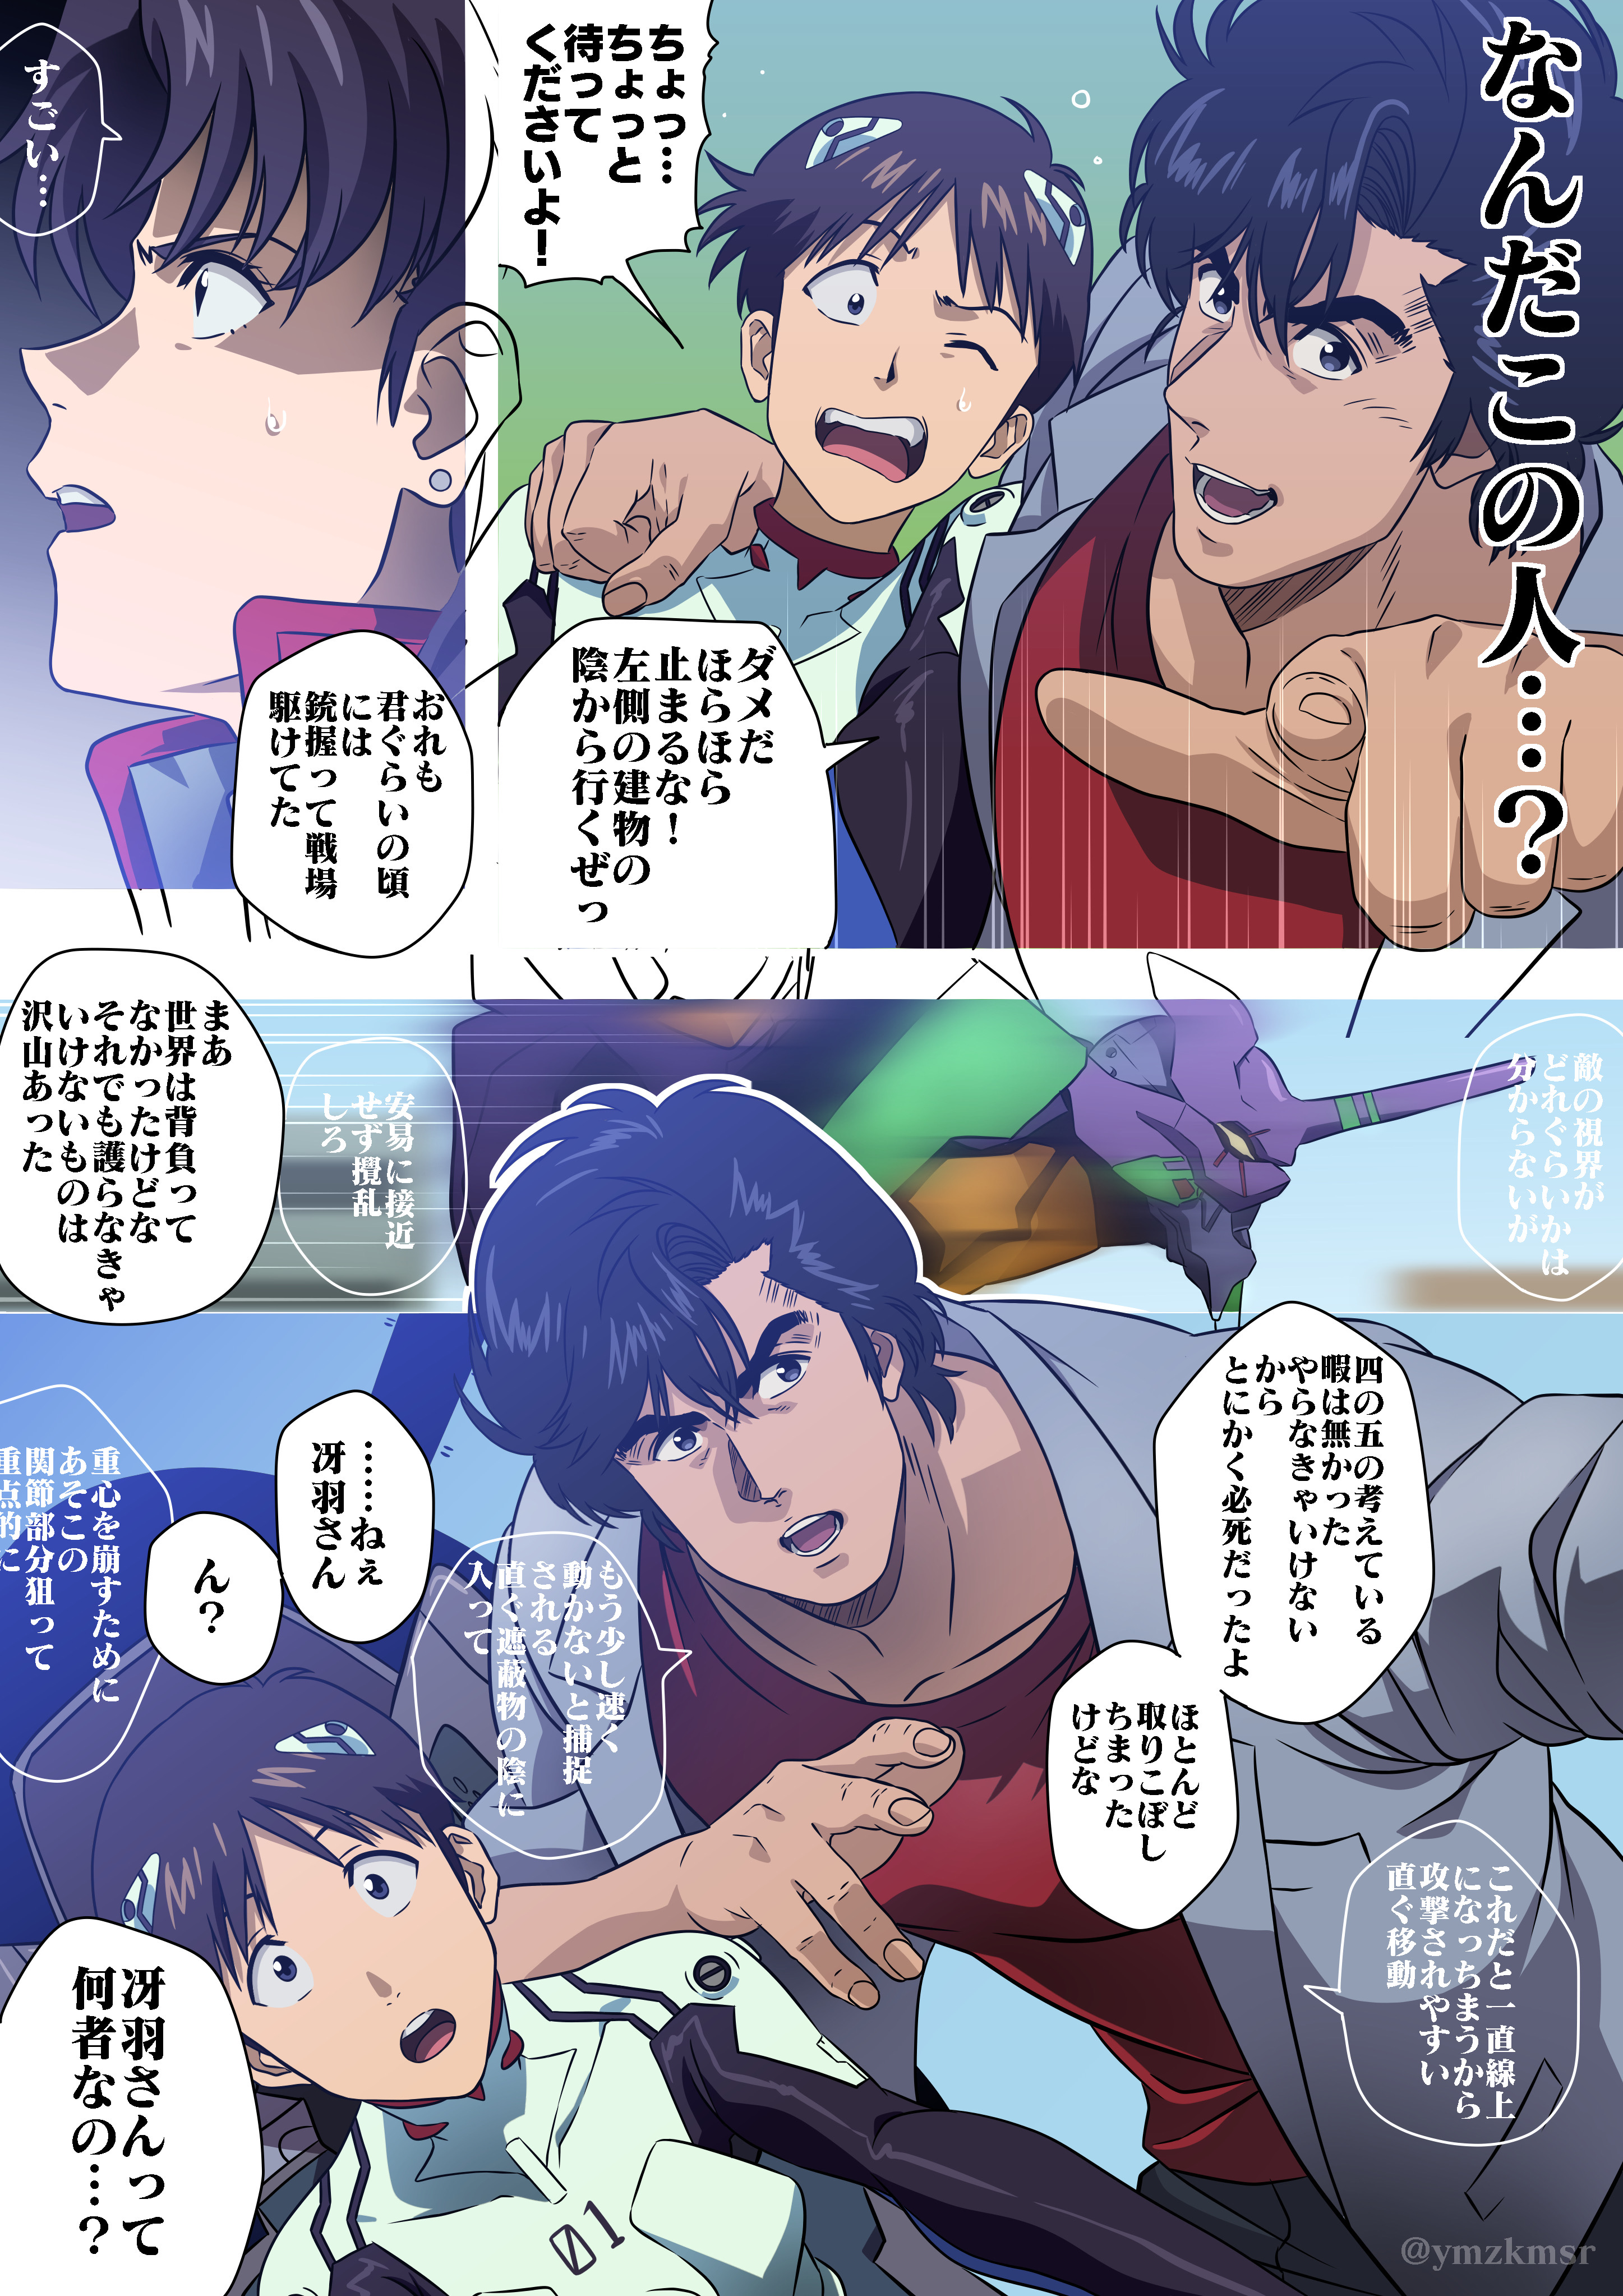 なんだこの人……?
ちょっ…
ちょっと
待って
くださいよ!
ダメだ
ほらほら
止まるな!
左側の建物の
陰から行くぜっ
すごい…
おれも
君ぐらいの頃
には
銃握って戦場
駆けてた
敵の視界が
どれぐらいかは
分からないが
安易に接近
せず攪乱
しろ
まあ
世界は背負って
なかったけどな
それでも護らなきゃ
いけないものは
沢山あった
四の五の考えている
暇は無かった
やらなきゃいけない
から
とにかく必死だったよ
ほとんど
取りこぼし
ちまった
けどな
これだと一直線上
になっちまうから
攻撃されやすい
直ぐ移動
もう少し速く
動かないと捕捉
される
直ぐ遮蔽物の陰に
入って
……ねぇ
冴羽さん
ん?
重心を崩すために
あそこの
関節部分狙って
重点的に
冴羽さんって
何者なの…?
01
@ymzkmsr